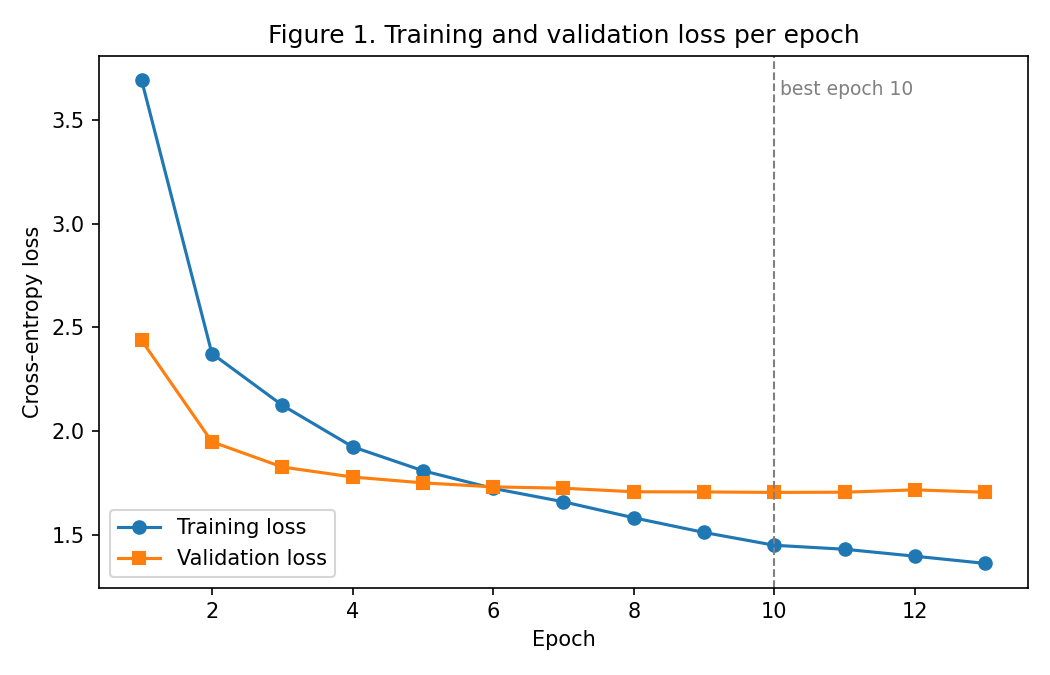 Figure 1. Training and validation loss per epoch
best epoch 10
3.5
3.0
2.5
2.0
1.5
Cross-entropy loss
Training loss
Validation loss
2 4 6 8 10 12
Epoch